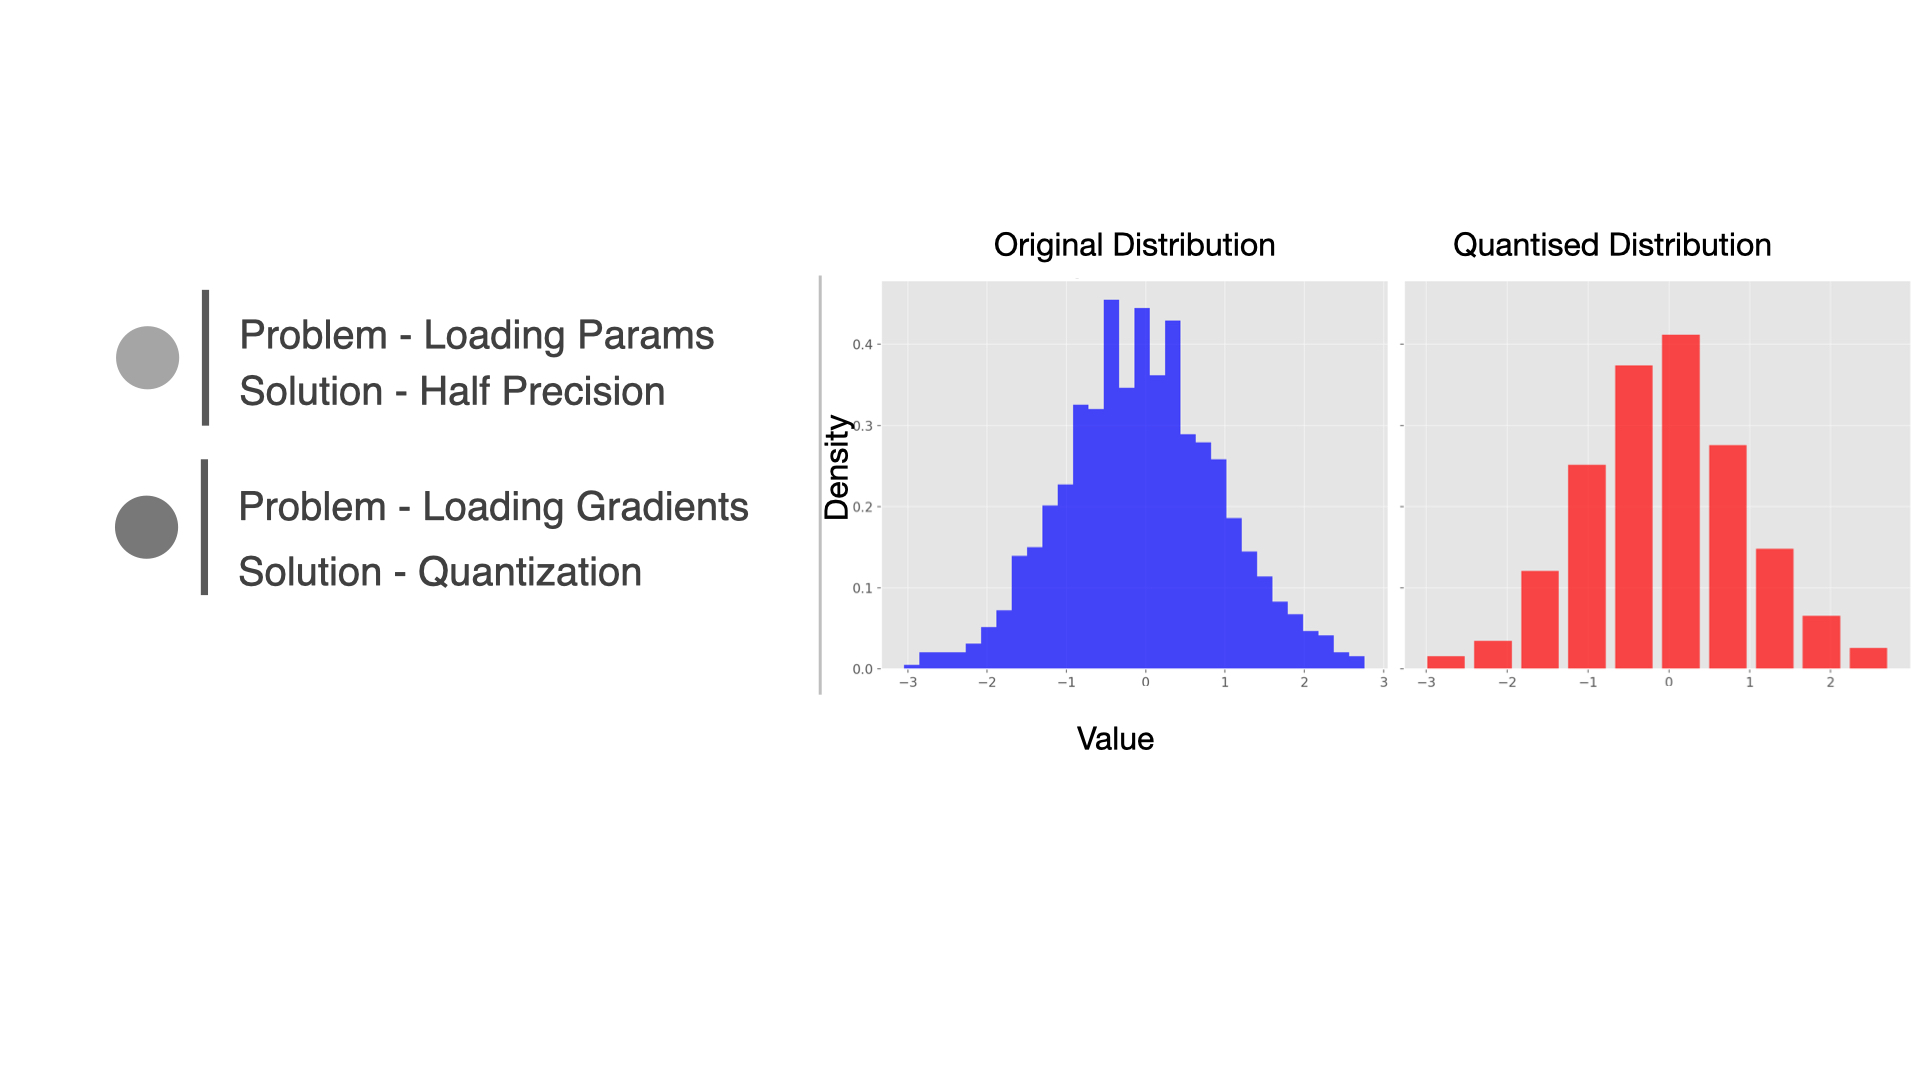 Problem - Loading Params
Solution - Half Precision
Problem - Loading Gradients
Solution - Quantization
Original Distribution
Quantised Distribution
Density
0.4
0.3
0.2
0.1
0.0
−3 −2 −1 0 1 2 3
−3 −2 −1 0 1 2
Value